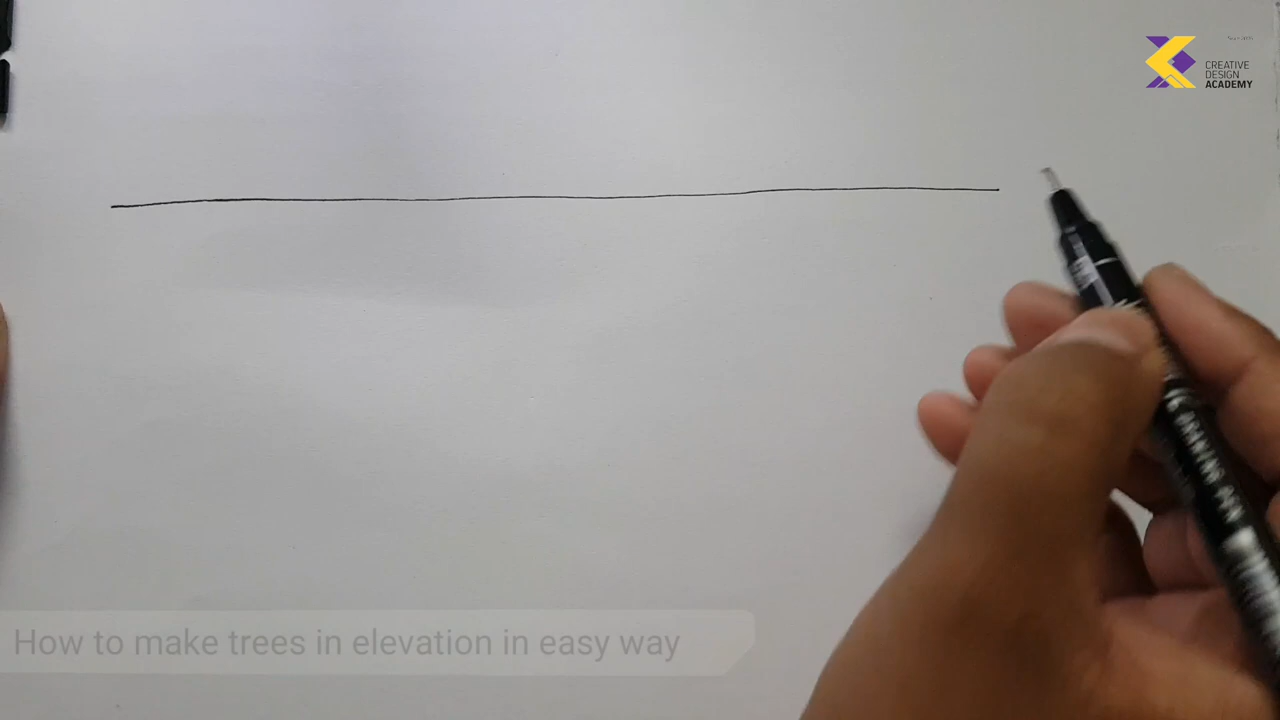 CREATIVE
DESIGN
ACADEMY
How to make trees in elevation in easy way